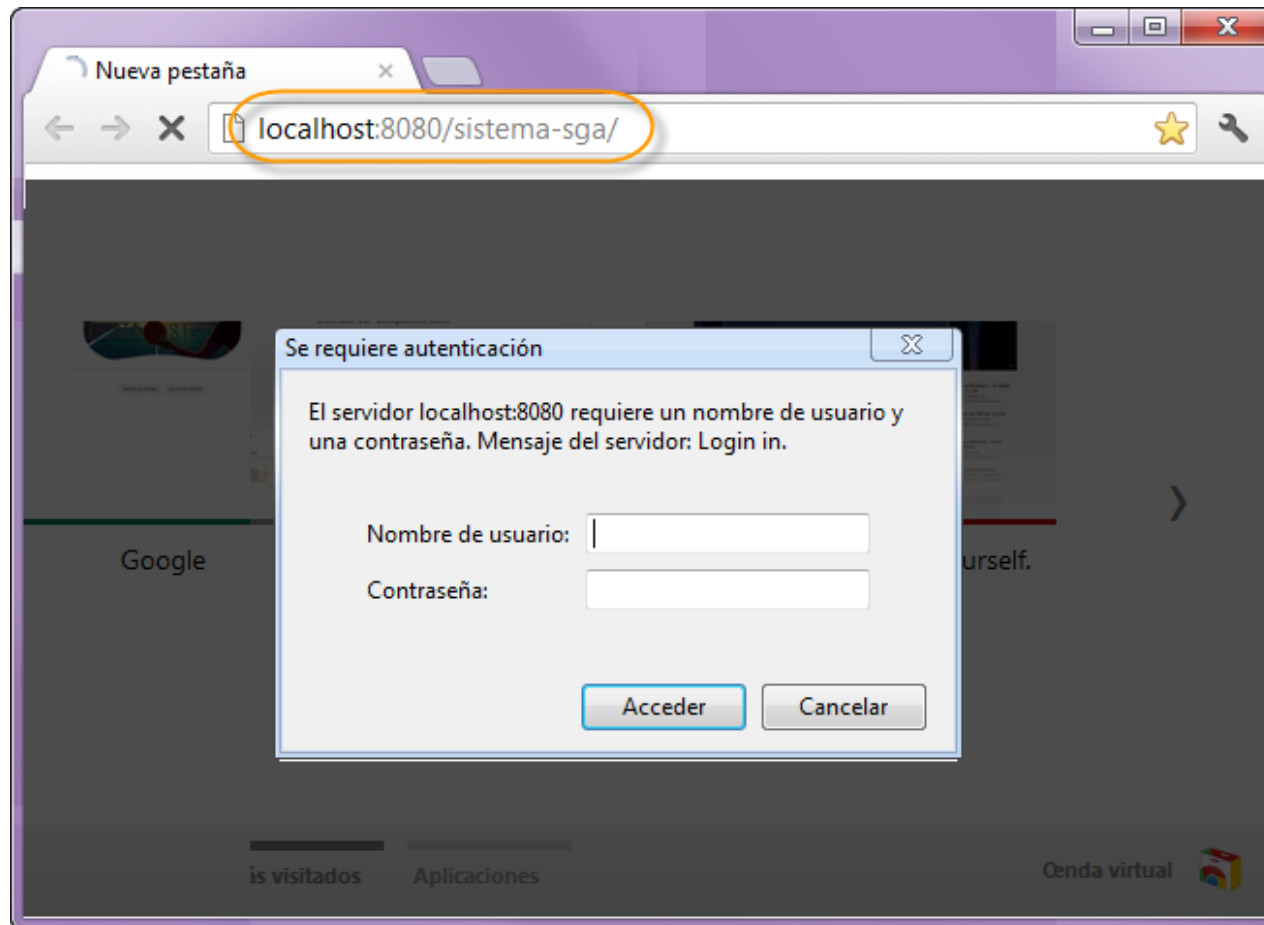 Nueva pestaña
localhost:8080/sistema-sga/
Se requiere autenticación
El servidor localhost:8080 requiere un nombre de usuario y
una contraseña. Mensaje del servidor: Login in.
Nombre de usuario:
Contraseña:
Google
urself.
Acceder
Cancelar
ás visitados
Aplicaciones
enda virtual